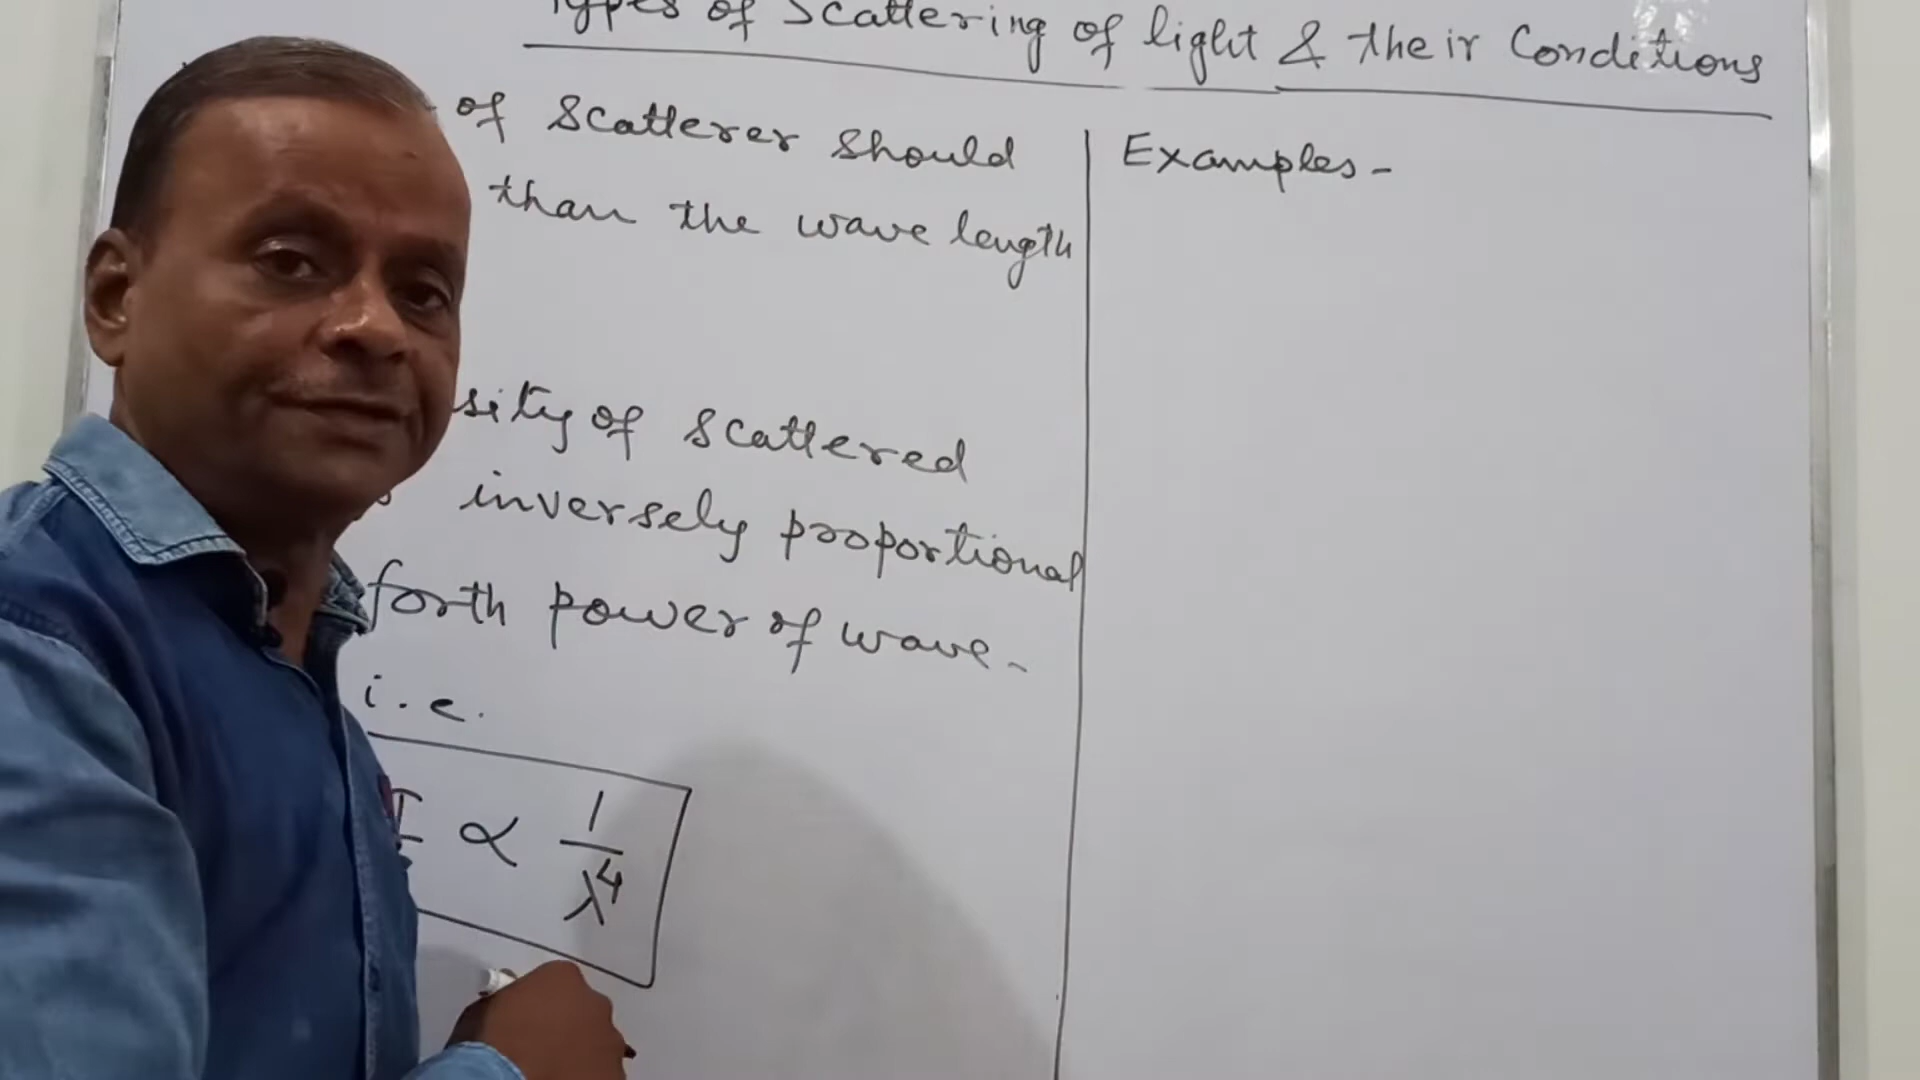 Types of Scattering of light & their Conditions
of Scatterer should
than the wave length
sity of scattered
inversely proportional
forth power of wave-
i.e.
I ∝ 1/λ⁴
Examples -